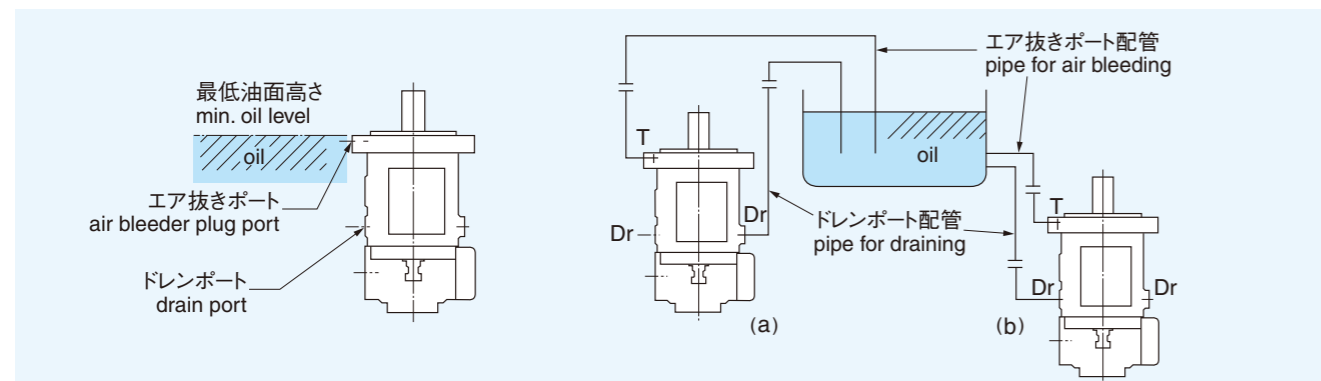 最低油面高さ
min. oil level
oil
エア抜きポート
air bleeder plug port
ドレンポート
drain port
エア抜きポート配管
pipe for air bleeding
T
oil
T
Dr
Dr
ドレンポート配管
pipe for draining
Dr
Dr
(a)
(b)